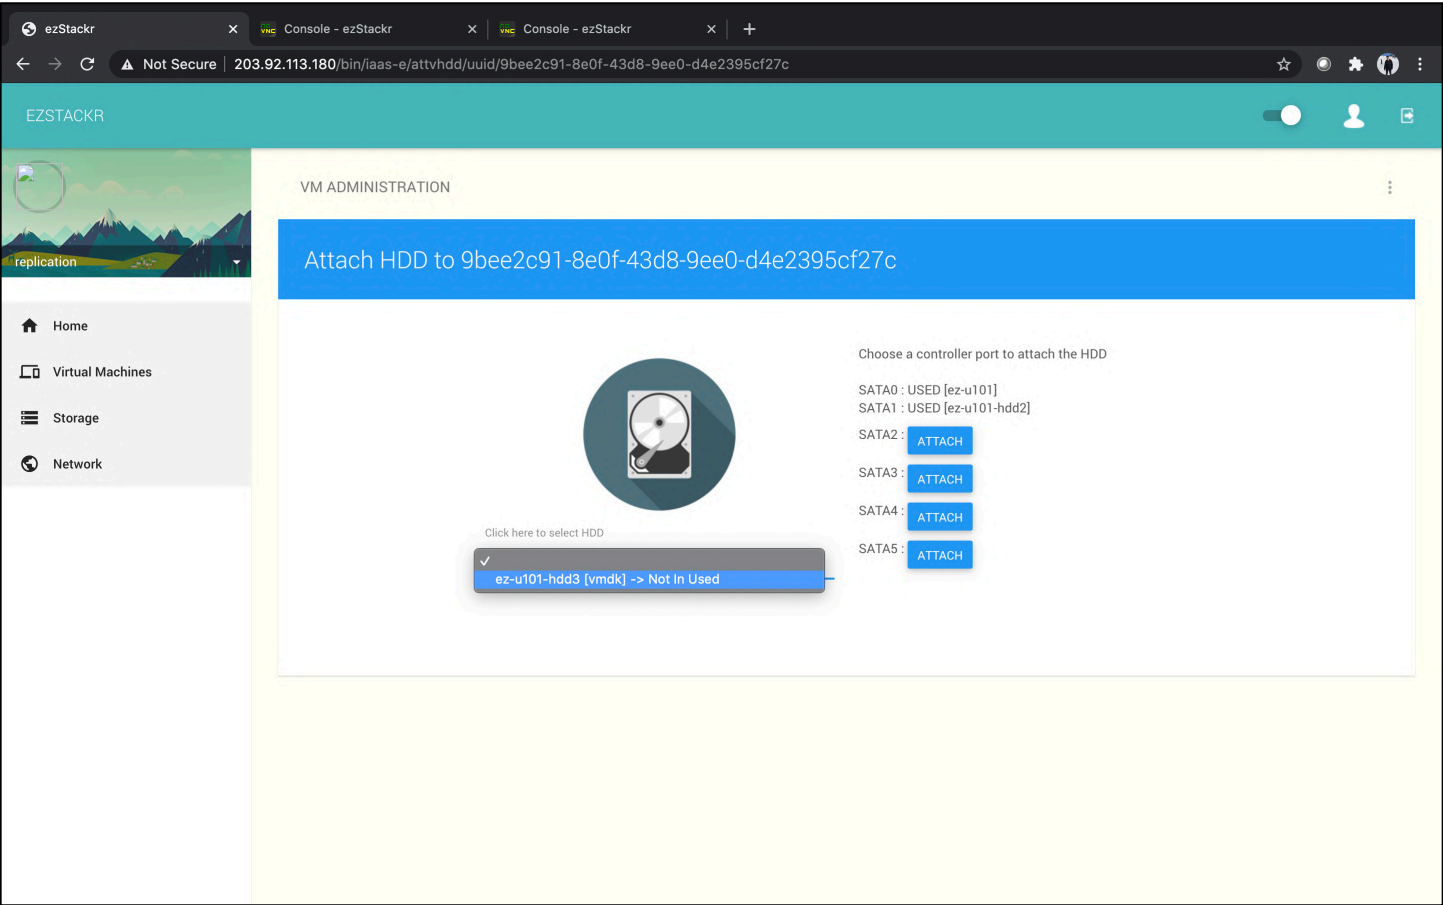 ezStackr
Console - ezStackr
Console - ezStackr
Not Secure | 203.92.113.180/bin/iaas-e/attvhdd/uuid/9bee2c91-8e0f-43d8-9ee0-d4e2395cf27c
EZSTACKR
replication
Home
Virtual Machines
Storage
Network
VM ADMINISTRATION
Attach HDD to 9bee2c91-8e0f-43d8-9ee0-d4e2395cf27c
Click here to select HDD
ez-u101-hdd3 [vmdk] -> Not In Used
Choose a controller port to attach the HDD
SATA0 : USED [ez-u101]
SATA1 : USED [ez-u101-hdd2]
SATA2 : ATTACH
SATA3 : ATTACH
SATA4 : ATTACH
SATA5 : ATTACH